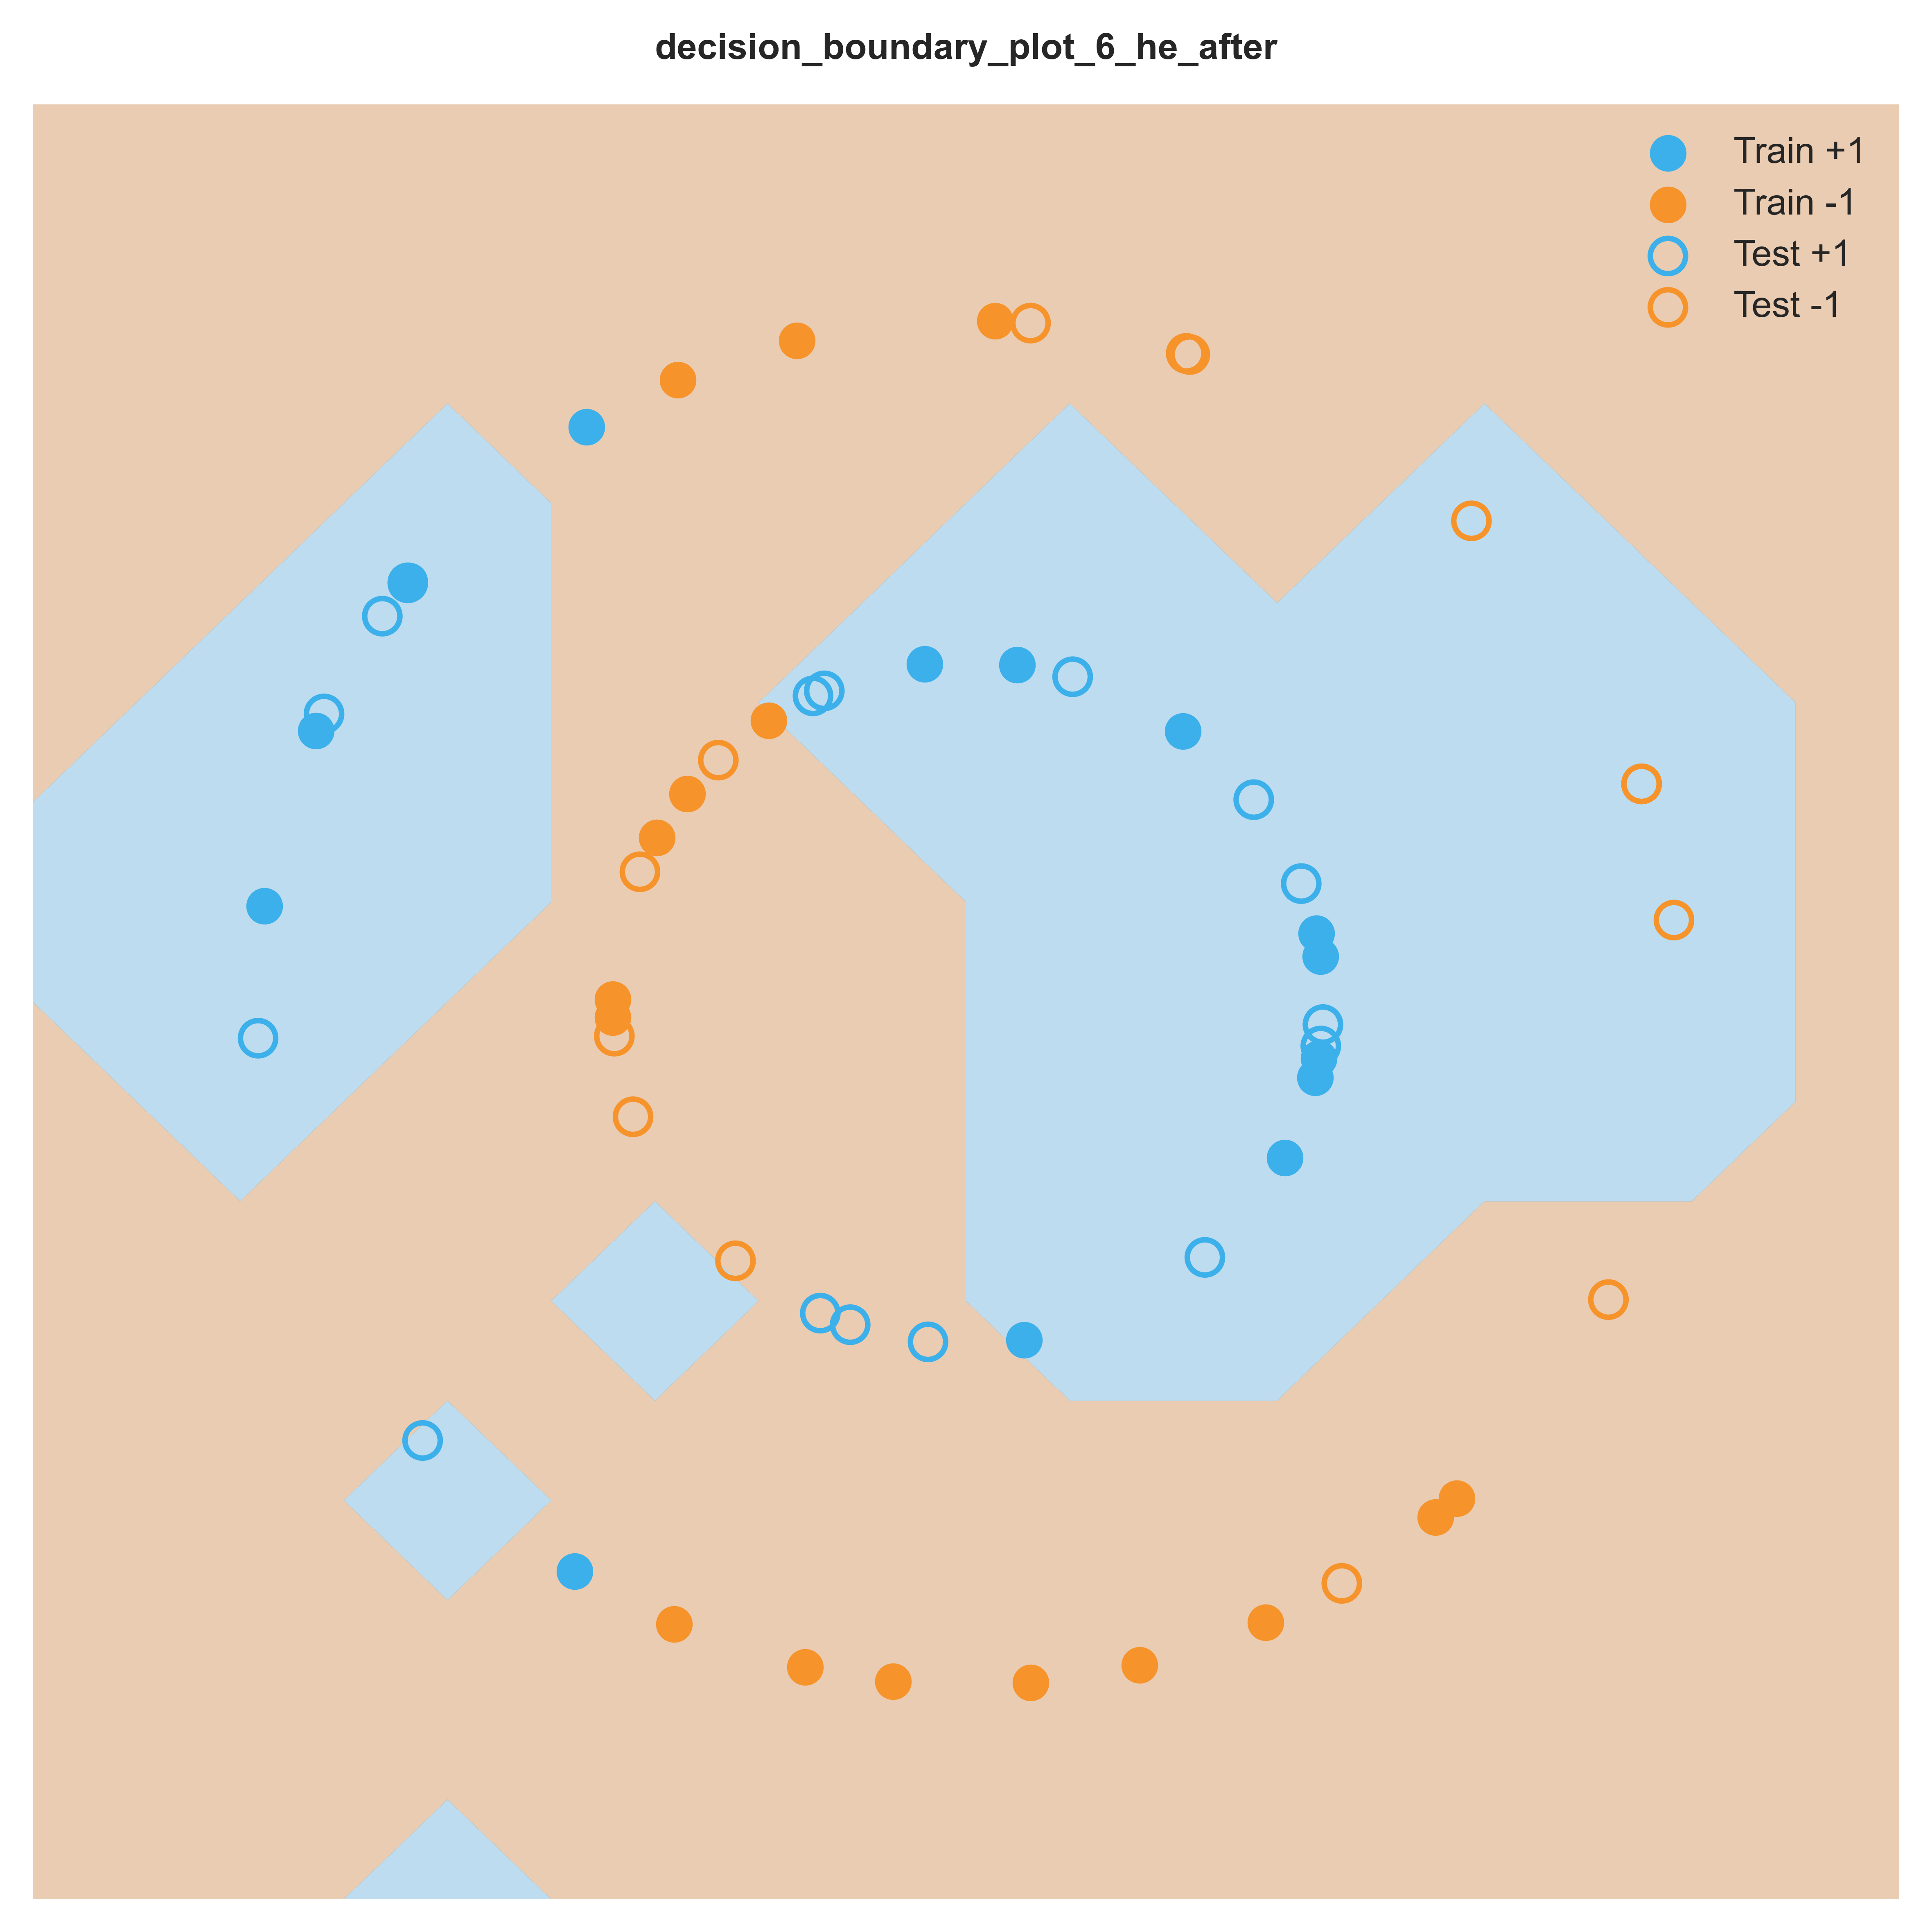 decision_boundary_plot_6_he_after
Train +1
Train -1
Test +1
Test -1